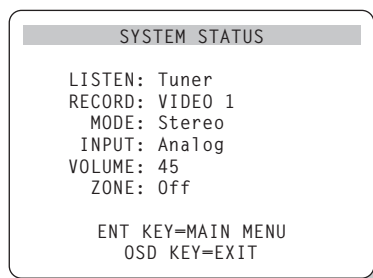 SYSTEM STATUS
LISTEN: Tuner
RECORD: VIDEO 1
MODE: Stereo
INPUT: Analog
VOLUME: 45
ZONE: Off
ENT KEY=MAIN MENU
OSD KEY=EXIT